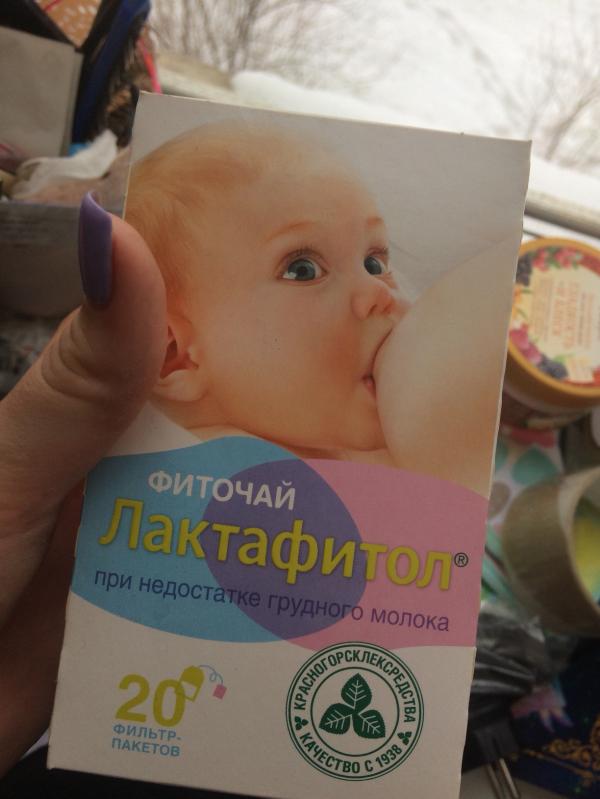 ФИТОЧАЙ
Лактафитол®
при недостатке грудного молока
20
ФИЛЬТР-
ПАКЕТОВ
КРАСНОГОРСКЛЕКСРЕДСТВА
КАЧЕСТВО С 1938